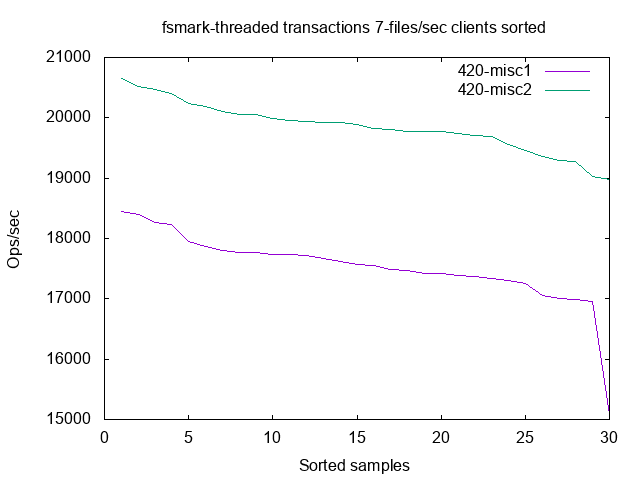 fsmark-threaded transactions 7-files/sec clients sorted
21000
20000
19000
18000
17000
16000
15000
Ops/sec
420-misc1
420-misc2
0 5 10 15 20 25 30
Sorted samples